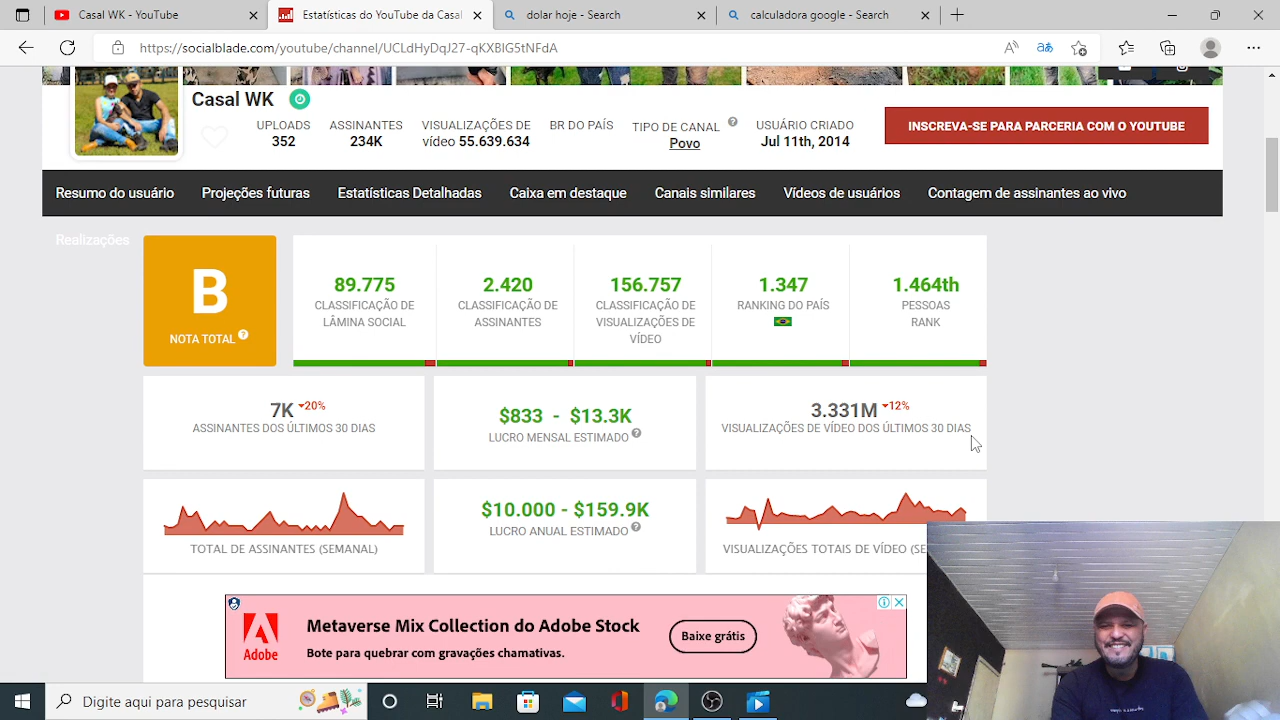 Casal WK
Estatísticas do YouTube da Casal
dolar hoje - Search
calculadora google - Search
https://socialblade.com/youtube/channel/UCLdHyDqJ27-qKXBIG5tNFdA
Casal WK
UPLOADS
352
ASSINANTES
234K
VISUALIZAÇÕES DE
vídeo 55.639.634
BR DO PAÍS
TIPO DE CANAL
Povo
USUÁRIO CRIADO
Jul 11th, 2014
INSCREVA-SE PARA PARCERIA COM O YOUTUBE
Resumo do usuário
Projeções futuras
Estatísticas Detalhadas
Caixa em destaque
Canais similares
Vídeos de usuários
Contagem de assinantes ao vivo
Realizações
B
NOTA TOTAL
89.775
CLASSIFICAÇÃO DE
LÂMINA SOCIAL
2.420
CLASSIFICAÇÃO DE
ASSINANTES
156.757
CLASSIFICAÇÃO DE
VISUALIZAÇÕES DE
VÍDEO
1.347
RANKING DO PAÍS
1.464th
PESSOAS
RANK
7K 20%
ASSINANTES DOS ÚLTIMOS 30 DIAS
$833 - $13.3K
LUCRO MENSAL ESTIMADO
3.331M 12%
VISUALIZAÇÕES DE VÍDEO DOS ÚLTIMOS 30 DIAS
TOTAL DE ASSINANTES (SEMANAL)
$10.000 - $159.9K
LUCRO ANUAL ESTIMADO
VISUALIZAÇÕES TOTAIS DE VÍDEO (SE
Adobe
Metaverse Mix Collection do Adobe Stock
Bote para quebrar com gravações chamativas.
Baixe grátis
Digite aqui para pesquisar